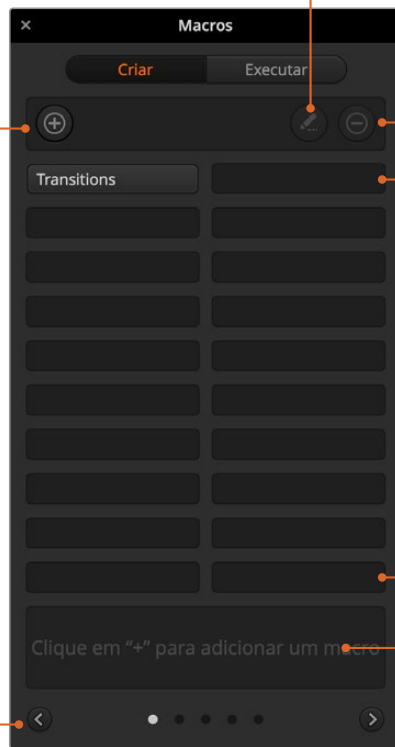 Macros
Criar
Executar
Transitions
Clique em “+” para adicionar um macro